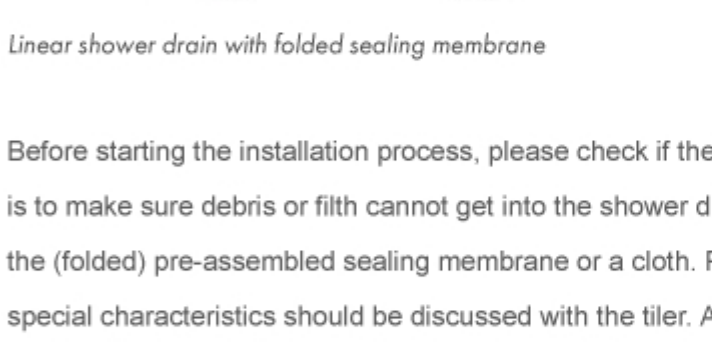 Linear shower drain with folded sealing membrane
Before starting the installation process, please check if the
is to make sure debris or filth cannot get into the shower d
the (folded) pre-assembled sealing membrane or a cloth.
special characteristics should be discussed with the tiler. A